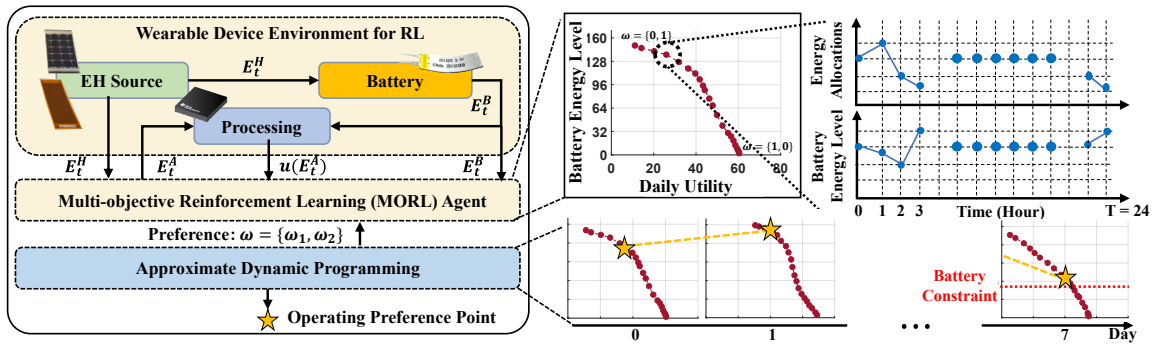 Wearable Device Environment for RL
EH Source
E_t^H
Battery
E_t^B
Processing
E_t^H
E_t^A
u(E_t^A)
E_t^B
Multi-objective Reinforcement Learning (MORL) Agent
Preference: ω = {ω₁, ω₂}
Approximate Dynamic Programming
Operating Preference Point
Battery Energy Level
160
128
96
64
32
0
ω = {0,1}
ω = {1,0}
0 20 40 60 80
Daily Utility
Energy
Allocations
Battery
Energy Level
0 1 2 3 Time (Hour) T = 24
Battery
Constraint
0 1 ... 7 Day